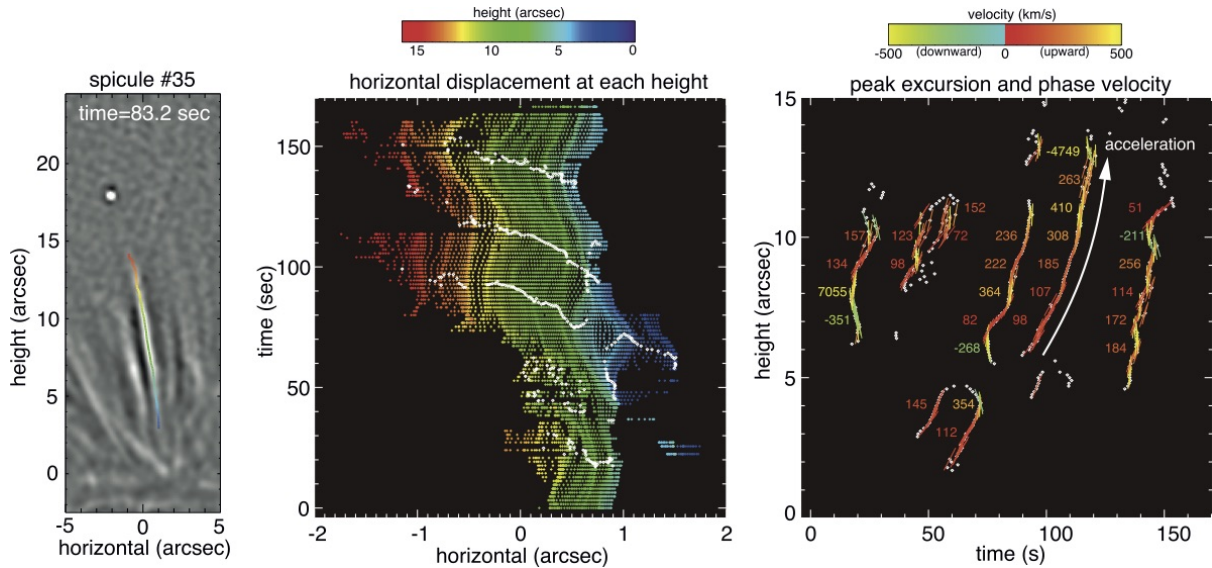 height (arcsec)
15 10 5 0
velocity (km/s)
-500 (downward) 0 (upward) 500
spicule #35
time=83.2 sec
height (arcsec)
20
15
10
5
0
-5 0 5
horizontal (arcsec)
horizontal displacement at each height
time (sec)
150
100
50
0
-2 -1 0 1 2
horizontal (arcsec)
peak excursion and phase velocity
height (arcsec)
15
10
5
0
0 50 100 150
time (s)
acceleration
-4749
263
410
308
185
107
98
157
134
7055
-351
123
98
152
72
236
222
364
82
-268
145
112
354
51
-211
256
114
172
184